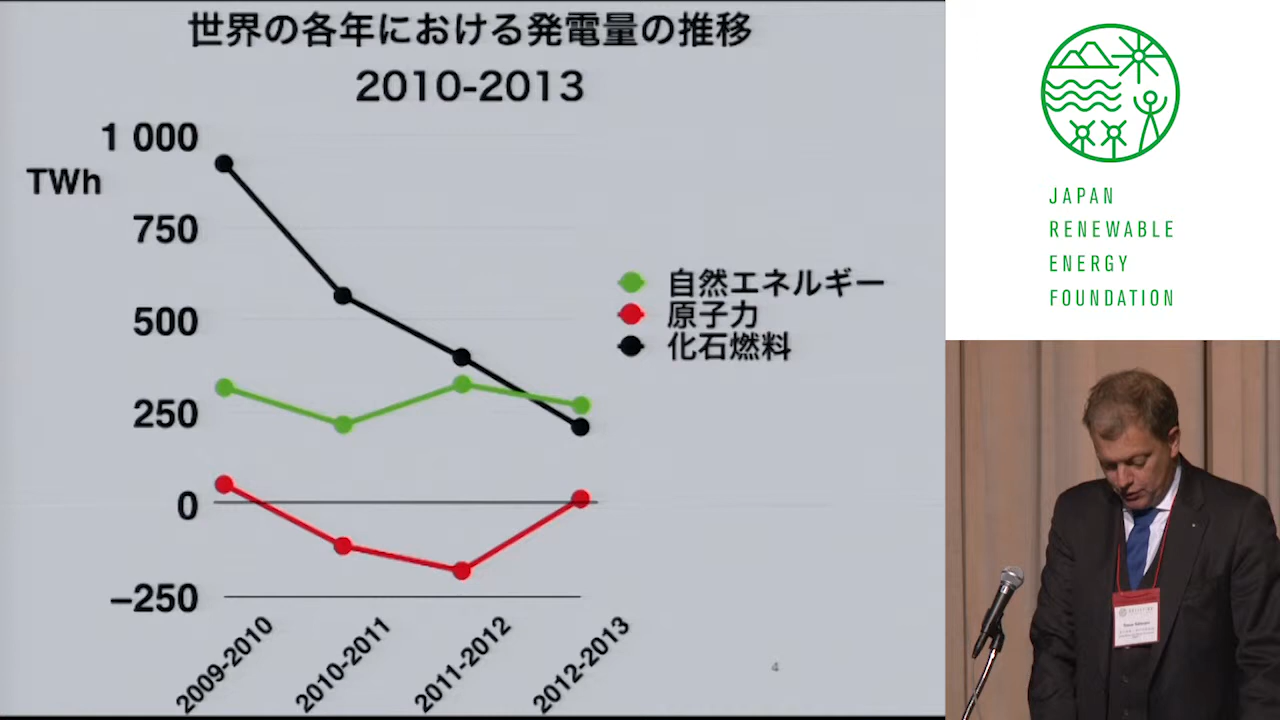 世界の各年における発電量の推移
2010-2013
1 000
TWh
750
500
250
0
−250
2009-2010
2010-2011
2011-2012
2012-2013
自然エネルギー
原子力
化石燃料
4
JAPAN
RENEWABLE
ENERGY
FOUNDATION